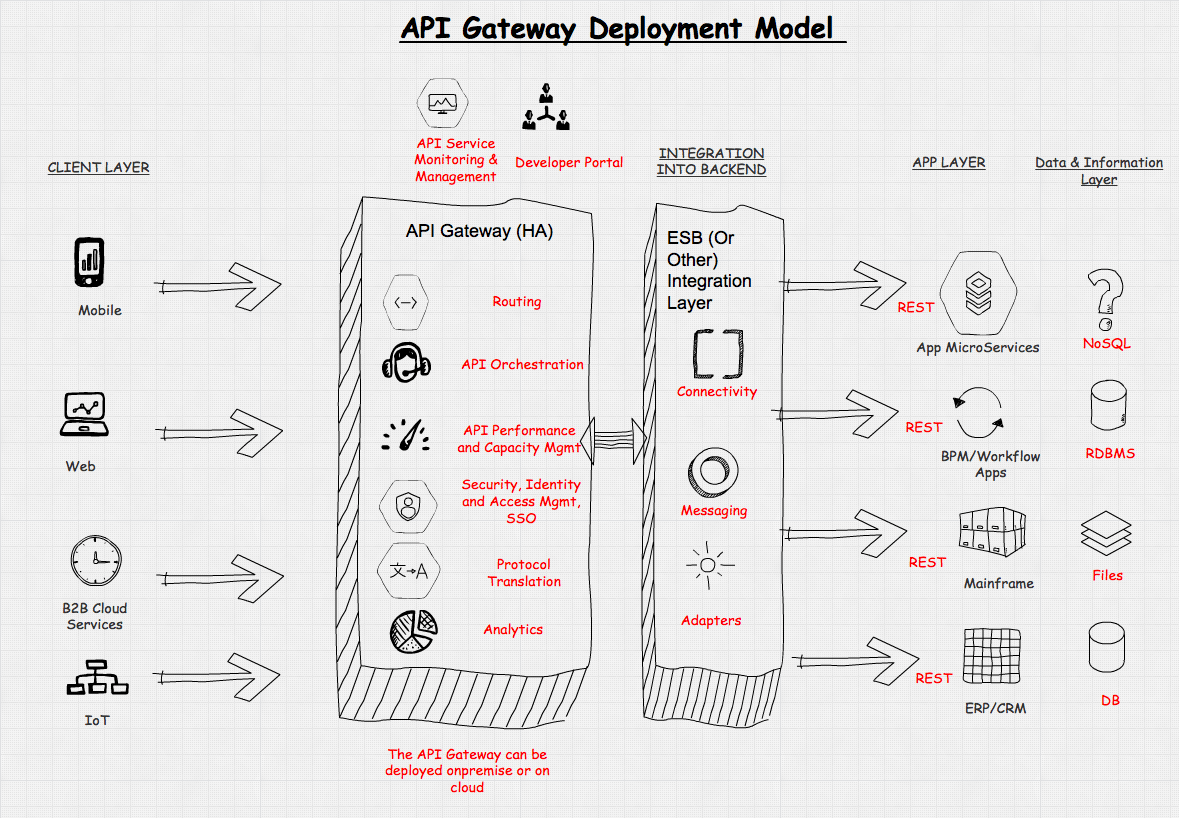 API Gateway Deployment Model
API Service
Monitoring &
Management
Developer Portal
CLIENT LAYER
INTEGRATION
INTO BACKEND
APP LAYER
Data & Information
Layer
Mobile
Web
B2B Cloud
Services
IoT
API Gateway (HA)
Routing
API Orchestration
API Performance
and Capacity Mgmt
Security, Identity
and Access Mgmt,
SSO
文→A
Protocol
Translation
Analytics
The API Gateway can be
deployed onpremise or on
cloud
ESB (Or
Other)
Integration
Layer
Connectivity
Messaging
Adapters
REST
App MicroServices
REST
BPM/Workflow
Apps
REST
Mainframe
REST
ERP/CRM
?
NoSQL
RDBMS
Files
DB